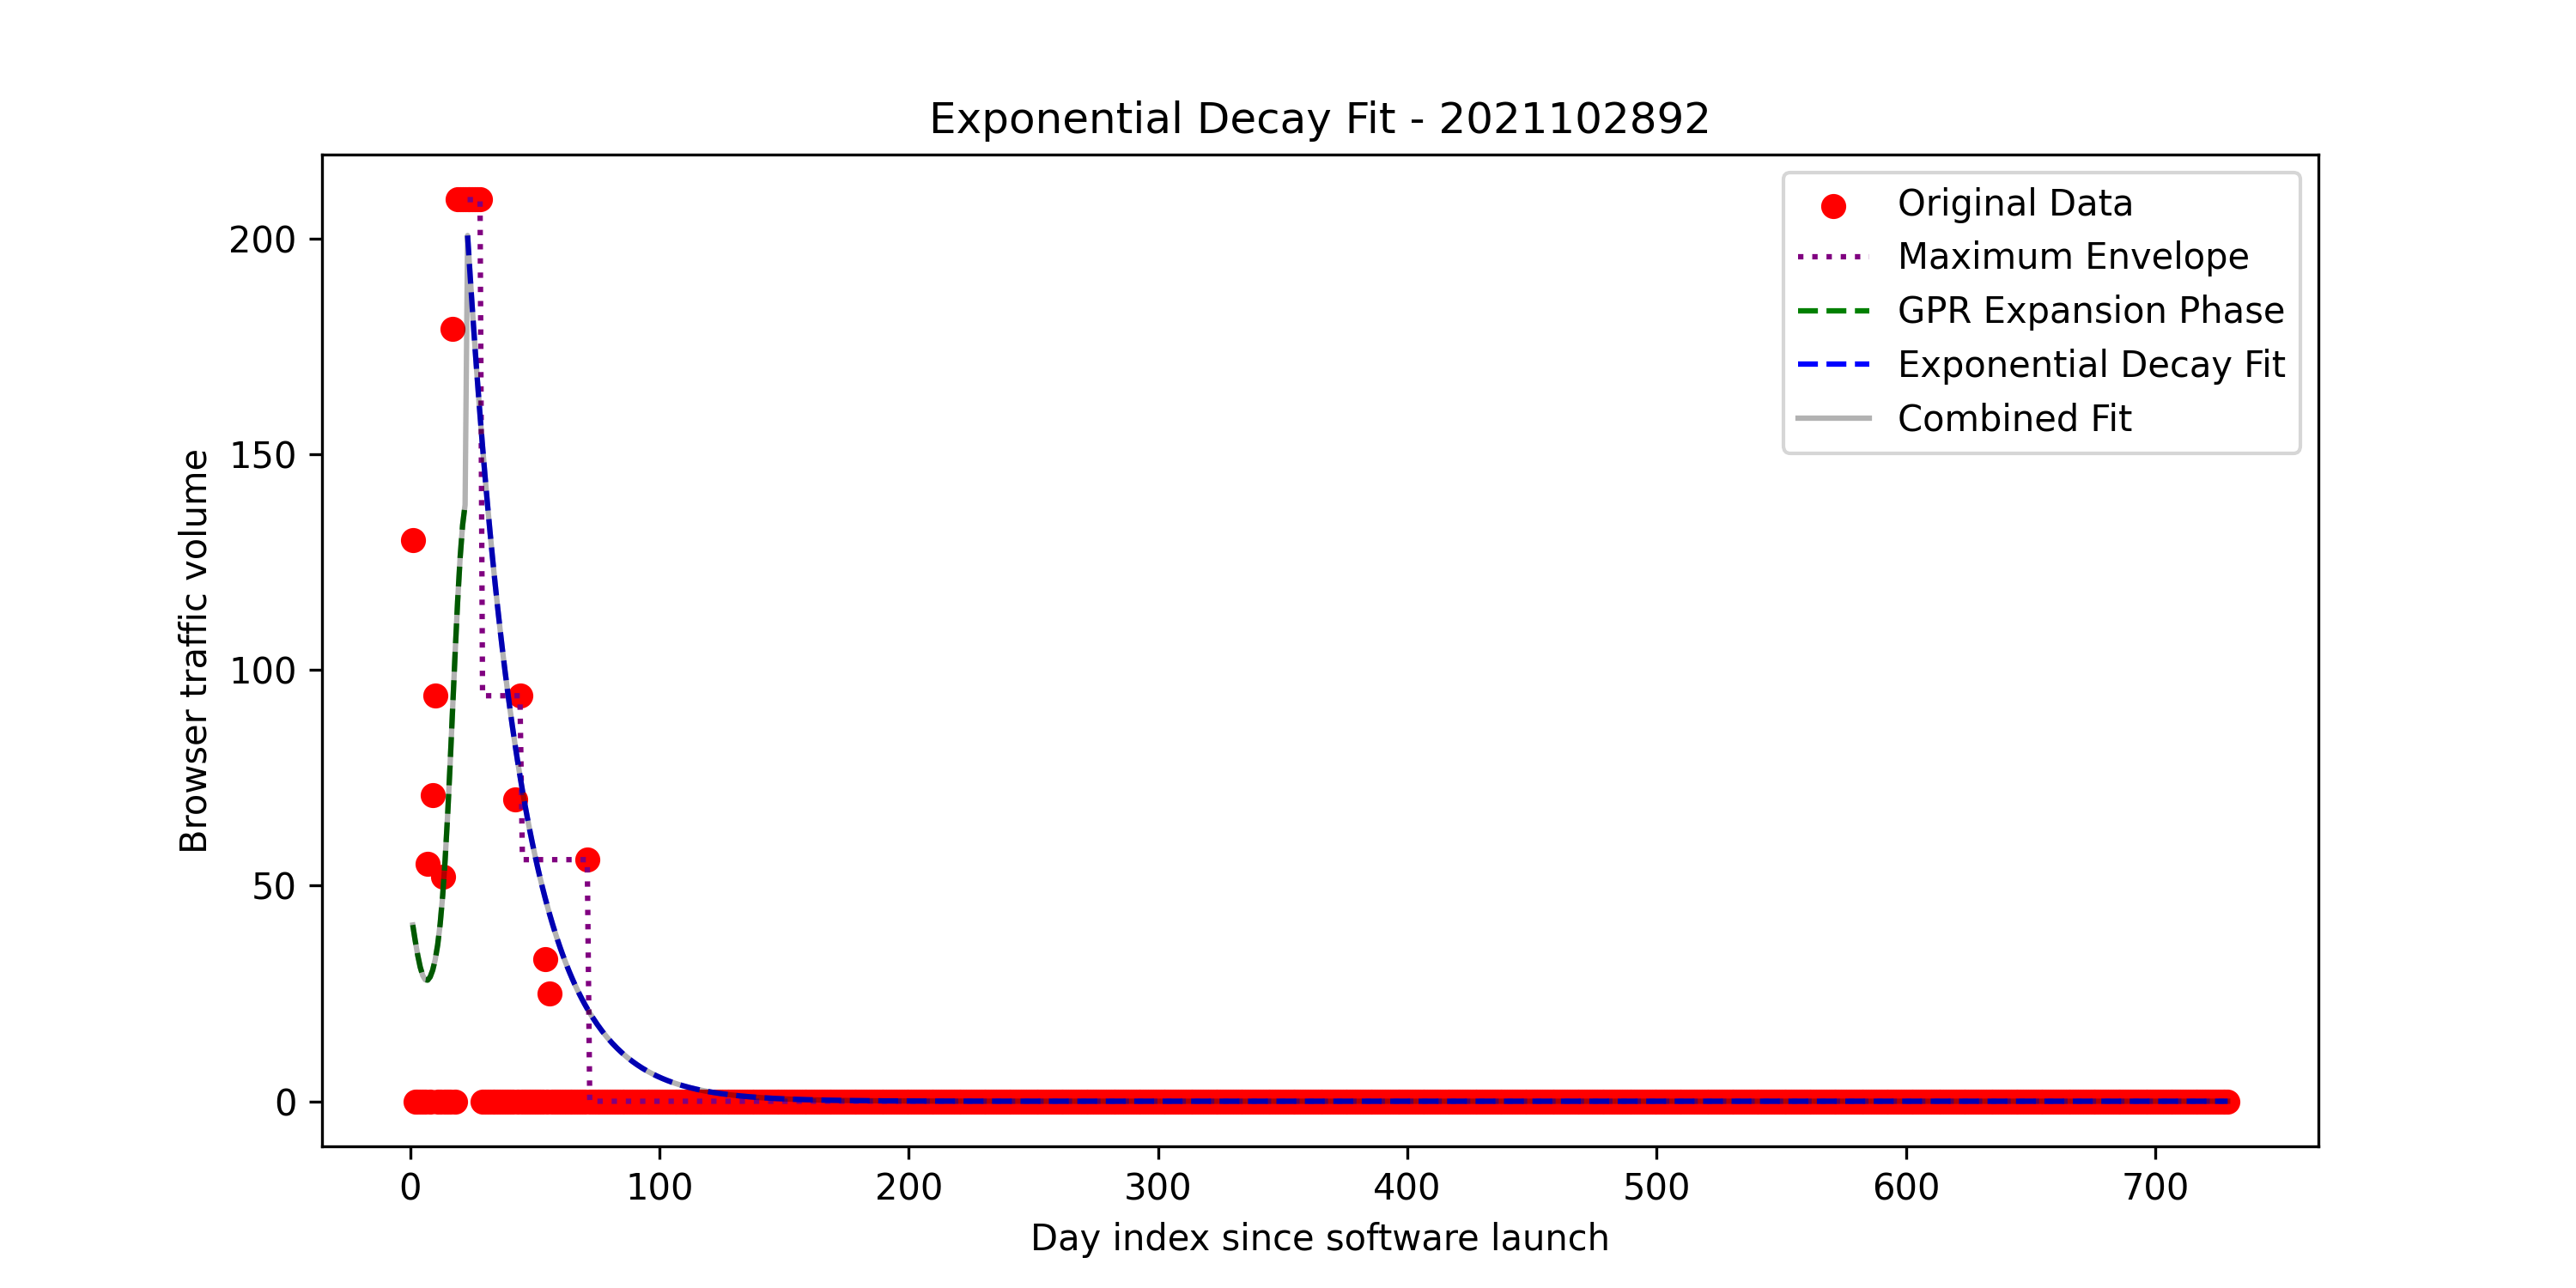 Exponential Decay Fit - 2021102892
Original Data
Maximum Envelope
GPR Expansion Phase
Exponential Decay Fit
Combined Fit
Browser traffic volume
200
150
100
50
0
0 100 200 300 400 500 600 700
Day index since software launch